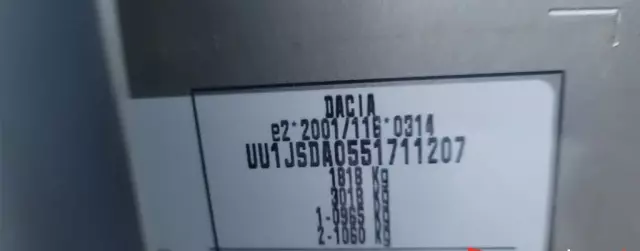 DACIA
e2*2001/116*0314
UU1JSDA0551711207
1818 Kg
3018 Kg
1-0965 Kg
2-1060 Kg